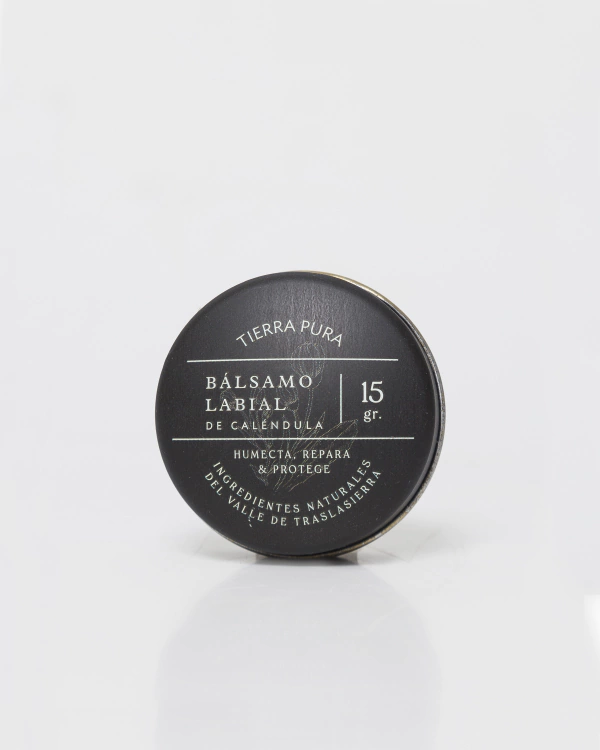 TIERRA PURA
BÁLSAMO
LABIAL
DE CALÉNDULA
15
gr.
HUMECTA, REPARA
& PROTEGE
INGREDIENTES NATURALES
DEL VALLE DE TRASLASIERRA